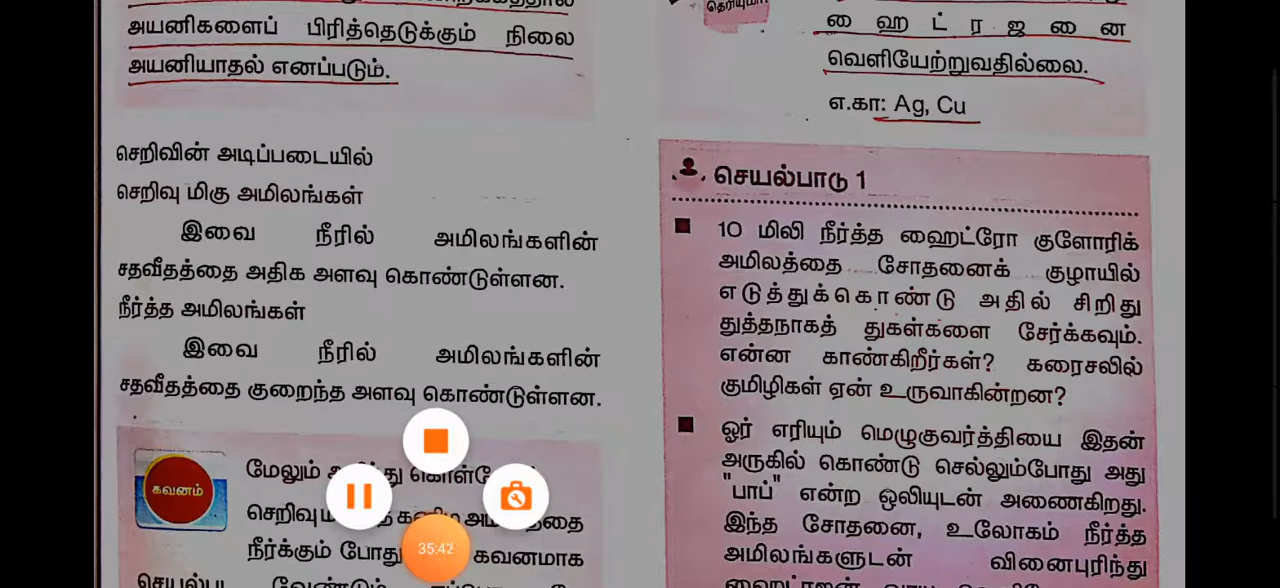 அயனிகளைப் பிரித்தெடுக்கும் நிலை
அயனியாதல் எனப்படும்.
செறிவின் அடிப்படையில்
செறிவு மிகு அமிலங்கள்
இவை நீரில் அமிலங்களின்
சதவீதத்தை அதிக அளவு கொண்டுள்ளன.
நீர்த்த அமிலங்கள்
இவை நீரில் அமிலங்களின்
சதவீதத்தை குறைந்த அளவு கொண்டுள்ளன.
கவனம்
மேலும்
செறிவு
நீர்க்கும் போது கவனமாக
வேண்டும்
35:42
தெரியுமா?
ஹைட்ரஜனை
வெளியேற்றுவதில்லை.
எ.கா: Ag, Cu
செயல்பாடு 1
10 மிலி நீர்த்த ஹைட்ரோ குளோரிக்
அமிலத்தை சோதனைக் குழாயில்
எடுத்துக்கொண்டு அதில் சிறிது
துத்தநாகத் துகள்களை சேர்க்கவும்.
என்ன காண்கிறீர்கள்? கரைசலில்
குமிழிகள் ஏன் உருவாகின்றன?
ஓர் எரியும் மெழுகுவர்த்தியை இதன்
அருகில் கொண்டு செல்லும்போது அது
"பாப்" என்ற ஒலியுடன் அணைகிறது.
இந்த சோதனை, உலோகம் நீர்த்த
அமிலங்களுடன் வினைபுரிந்து